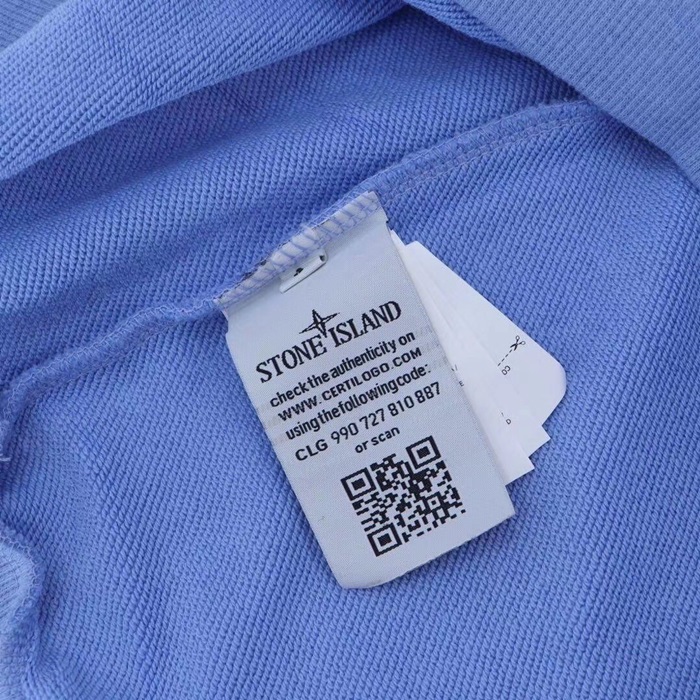 STONE ISLAND
check the authenticity on
WWW.CERTILOGO.COM
using the following code:
CLG 990 727 810 887
or scan